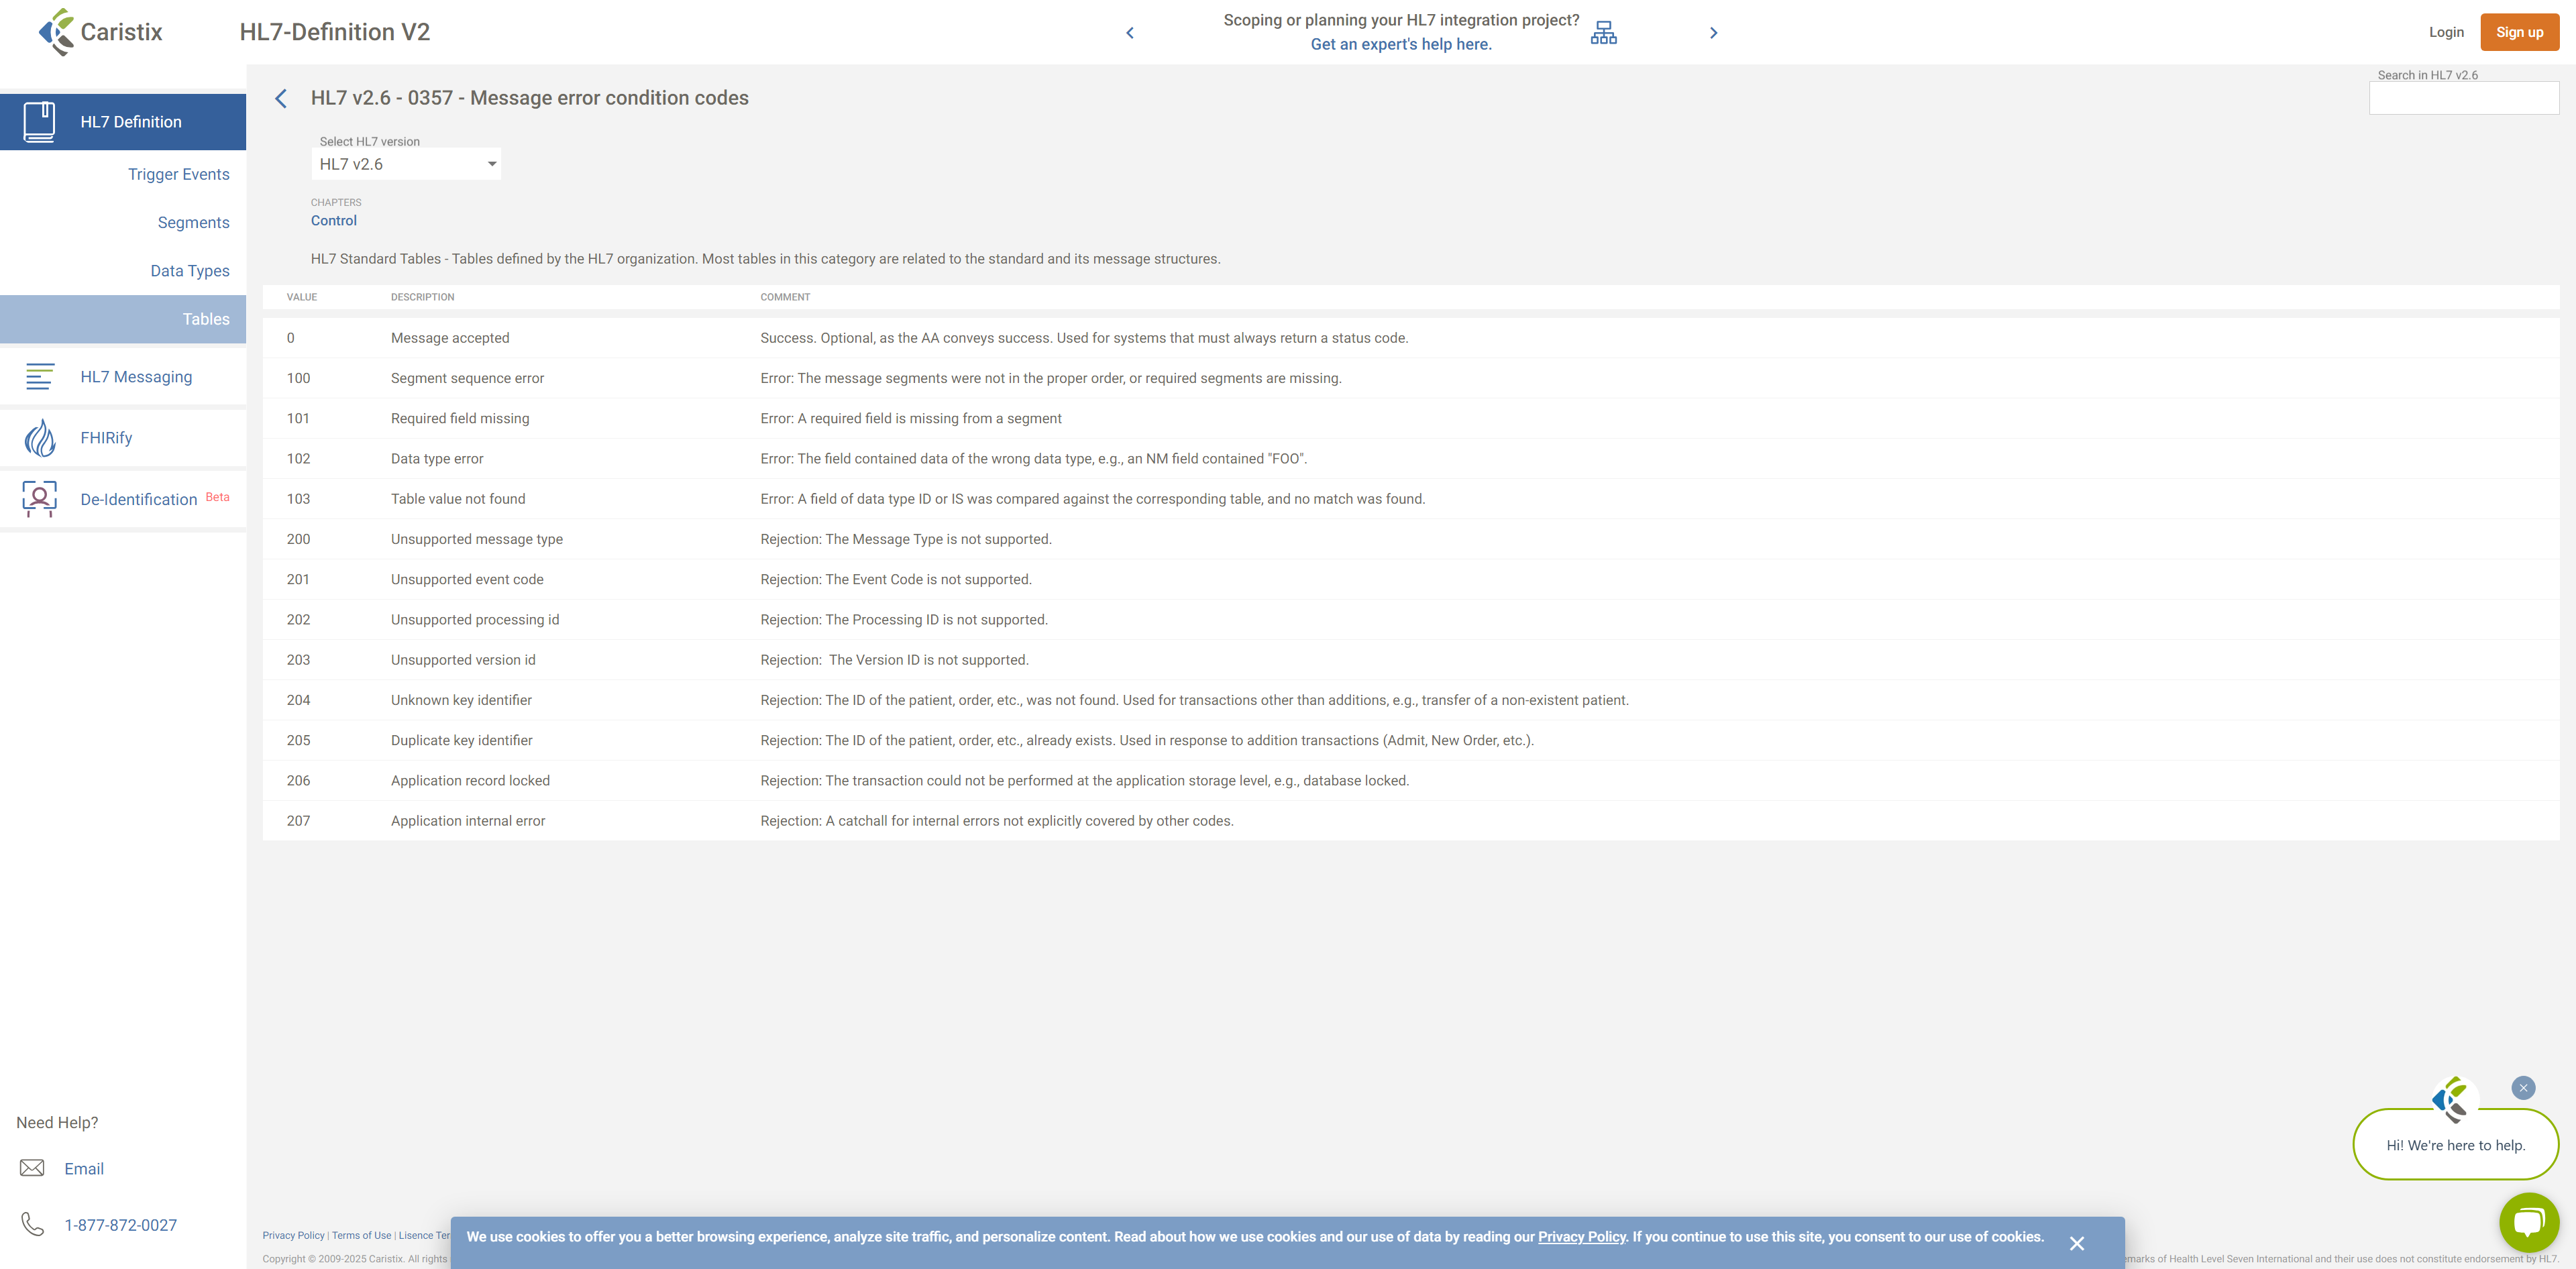 Caristix
HL7-Definition V2
Scoping or planning your HL7 integration project?
Get an expert's help here.
Login
Sign up
HL7 Definition
Trigger Events
Segments
Data Types
Tables
HL7 Messaging
FHIRify
De-Identification Beta
Need Help?
Email
1-877-872-0027
HL7 v2.6 - 0357 - Message error condition codes
Search in HL7 v2.6
Select HL7 version
HL7 v2.6
CHAPTERS
Control
HL7 Standard Tables - Tables defined by the HL7 organization. Most tables in this category are related to the standard and its message structures.
VALUE DESCRIPTION COMMENT
0 Message accepted Success. Optional, as the AA conveys success. Used for systems that must always return a status code.
100 Segment sequence error Error: The message segments were not in the proper order, or required segments are missing.
101 Required field missing Error: A required field is missing from a segment
102 Data type error Error: The field contained data of the wrong data type, e.g., an NM field contained "FOO".
103 Table value not found Error: A field of data type ID or IS was compared against the corresponding table, and no match was found.
200 Unsupported message type Rejection: The Message Type is not supported.
201 Unsupported event code Rejection: The Event Code is not supported.
202 Unsupported processing id Rejection: The Processing ID is not supported.
203 Unsupported version id Rejection:  The Version ID is not supported.
204 Unknown key identifier Rejection: The ID of the patient, order, etc., was not found. Used for transactions other than additions, e.g., transfer of a non-existent patient.
205 Duplicate key identifier Rejection: The ID of the patient, order, etc., already exists. Used in response to addition transactions (Admit, New Order, etc.).
206 Application record locked Rejection: The transaction could not be performed at the application storage level, e.g., database locked.
207 Application internal error Rejection: A catchall for internal errors not explicitly covered by other codes.
Hi! We're here to help.
Privacy Policy | Terms of Use | Lisence Ter
We use cookies to offer you a better browsing experience, analyze site traffic, and personalize content. Read about how we use cookies and our use of data by reading our Privacy Policy. If you continue to use this site, you consent to our use of cookies.
Copyright © 2009-2025 Caristix. All rights
emarks of Health Level Seven International and their use does not constitute endorsement by HL7.